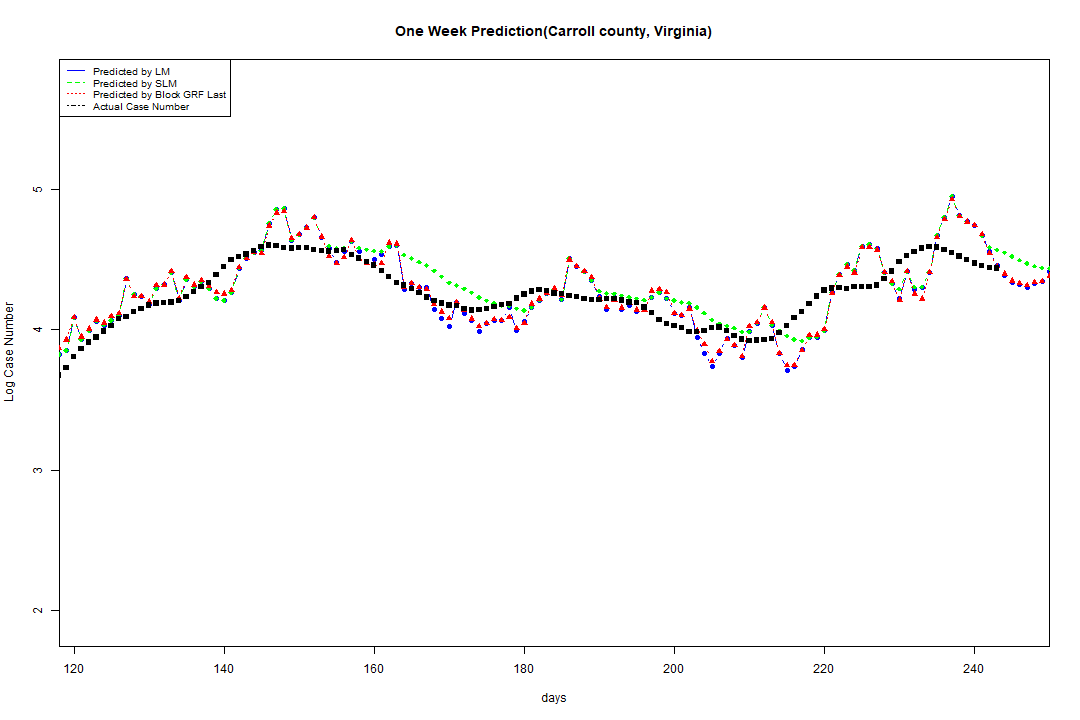 One Week Prediction(Carroll county, Virginia)
Predicted by LM
Predicted by SLM
Predicted by Block GRF Last
Actual Case Number
5
4
3
2
Log Case Number
120 140 160 180 200 220 240
days